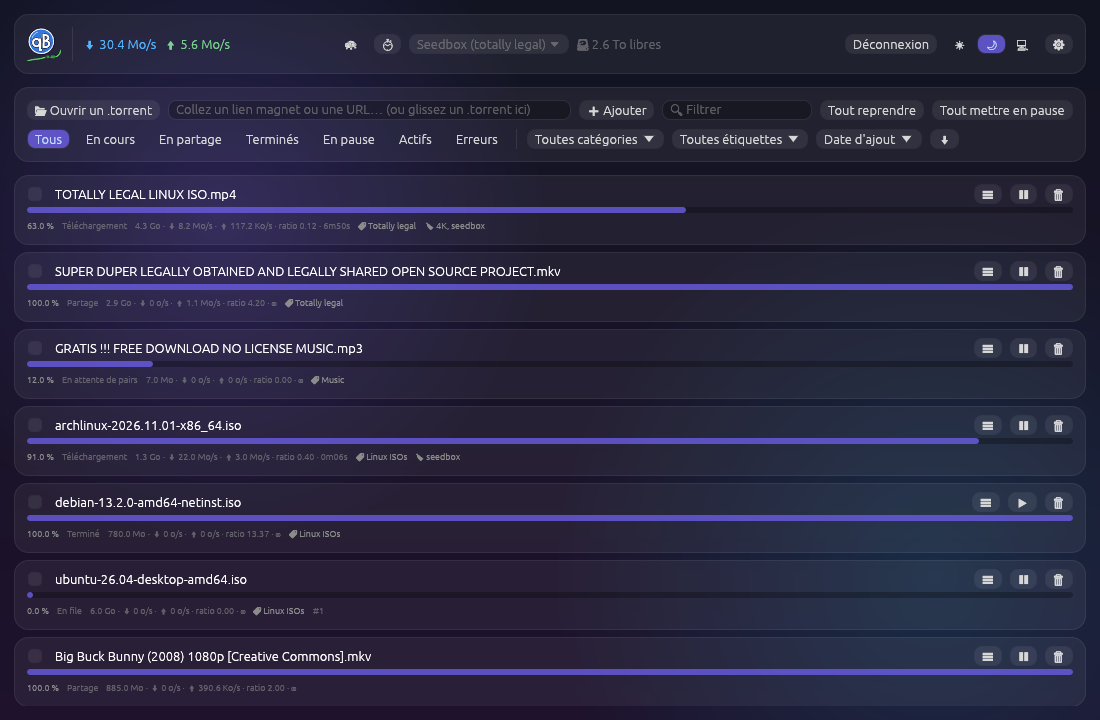 qB
30.4 Mo/s 5.6 Mo/s Seedbox (totally legal) 2.6 To libres Déconnexion
Ouvrir un .torrent Collez un lien magnet ou une URL… (ou glissez un .torrent ici) Ajouter Filtrer Tout reprendre Tout mettre en pause
Tous En cours En partage Terminés En pause Actifs Erreurs Toutes catégories Toutes étiquettes Date d'ajout
TOTALLY LEGAL LINUX ISO.mp4
63.0 % Téléchargement 4.3 Go · 8.2 Mo/s · 117.2 Ko/s · ratio 0.12 · 6m50s Totally legal 4K, seedbox
SUPER DUPER LEGALLY OBTAINED AND LEGALLY SHARED OPEN SOURCE PROJECT.mkv
100.0 % Partage 2.9 Go · 0 o/s · 1.1 Mo/s · ratio 4.20 · ∞ Totally legal
GRATIS !!! FREE DOWNLOAD NO LICENSE MUSIC.mp3
12.0 % En attente de pairs 7.0 Mo · 0 o/s · 0 o/s · ratio 0.00 · ∞ Music
archlinux-2026.11.01-x86_64.iso
91.0 % Téléchargement 1.3 Go · 22.0 Mo/s · 3.0 Mo/s · ratio 0.40 · 0m06s Linux ISOs seedbox
debian-13.2.0-amd64-netinst.iso
100.0 % Terminé 780.0 Mo · 0 o/s · 0 o/s · ratio 13.37 · ∞ Linux ISOs
ubuntu-26.04-desktop-amd64.iso
0.0 % En file 6.0 Go · 0 o/s · 0 o/s · ratio 0.00 · ∞ Linux ISOs #1
Big Buck Bunny (2008) 1080p [Creative Commons].mkv
100.0 % Partage 885.0 Mo · 0 o/s · 390.6 Ko/s · ratio 2.00 · ∞